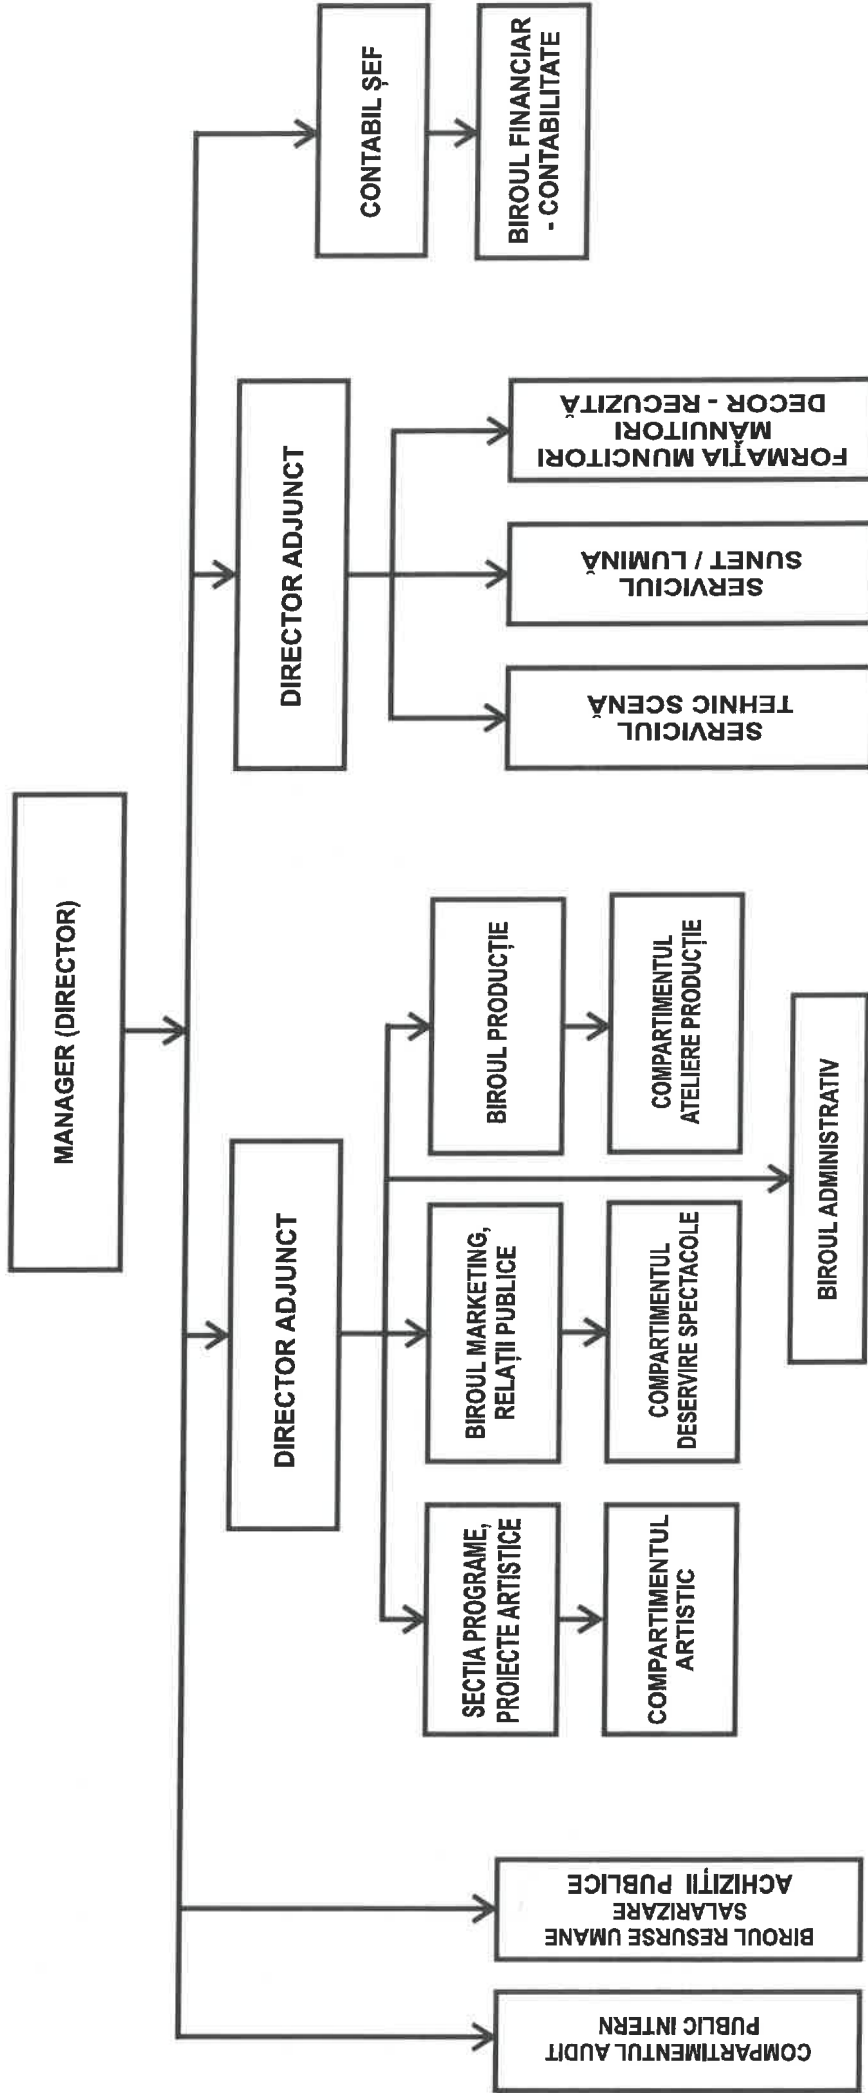 MANAGER (DIRECTOR)
DIRECTOR ADJUNCT
DIRECTOR ADJUNCT
CONTABIL ȘEF
BIROUL FINANCIAR
- CONTABILITATE
COMPARTIMENTUL AUDIT
PUBLIC INTERN
BIROUL RESURSE UMANE
SALARIZARE
ACHIZIȚII PUBLICE
SECTIA PROGRAME,
PROIECTE ARTISTICE
COMPARTIMENTUL
ARTISTIC
BIROUL MARKETING,
RELAȚII PUBLICE
COMPARTIMENTUL
DESERVIRE SPECTACOLE
BIROUL PRODUCȚIE
COMPARTIMENTUL
ATELIERE PRODUCȚIE
BIROUL ADMINISTRATIV
SERVICIUL
TEHNIC SCENĂ
SERVICIUL
SUNET / LUMINĂ
FORMAȚIA MUNCITORI
MÂNUITORI
DECOR - RECUZITĂ